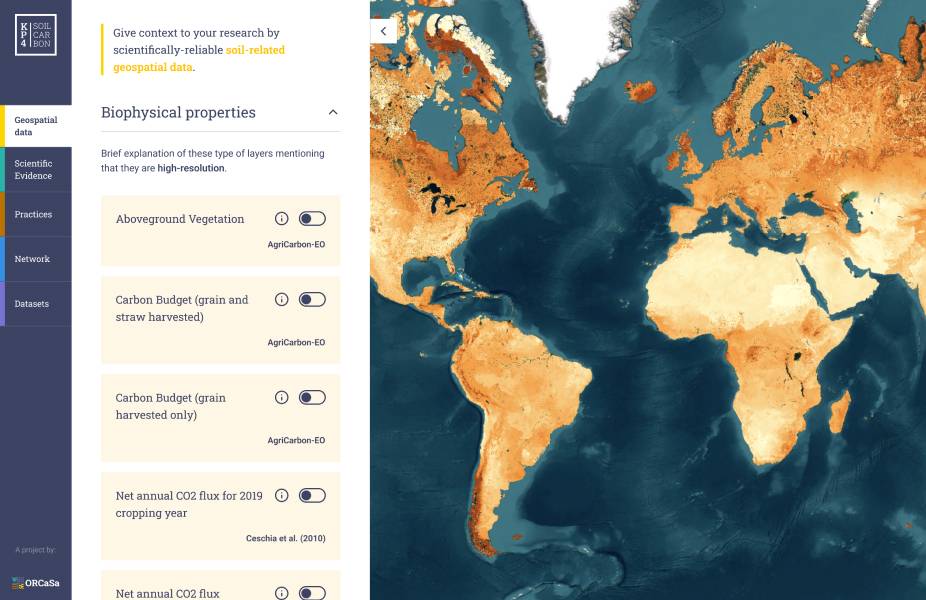 KP4
SOIL
CAR
BON
Geospatial
data
Scientific
Evidence
Practices
Network
Datasets
A project by:
ORCaSa
Give context to your research by
scientifically-reliable soil-related
geospatial data.
Biophysical properties
Brief explanation of these type of layers mentioning
that they are high-resolution.
Aboveground Vegetation
AgriCarbon-EO
Carbon Budget (grain and
straw harvested)
AgriCarbon-EO
Carbon Budget (grain
harvested only)
AgriCarbon-EO
Net annual CO2 flux for 2019
cropping year
Ceschia et al. (2010)
Net annual CO2 flux